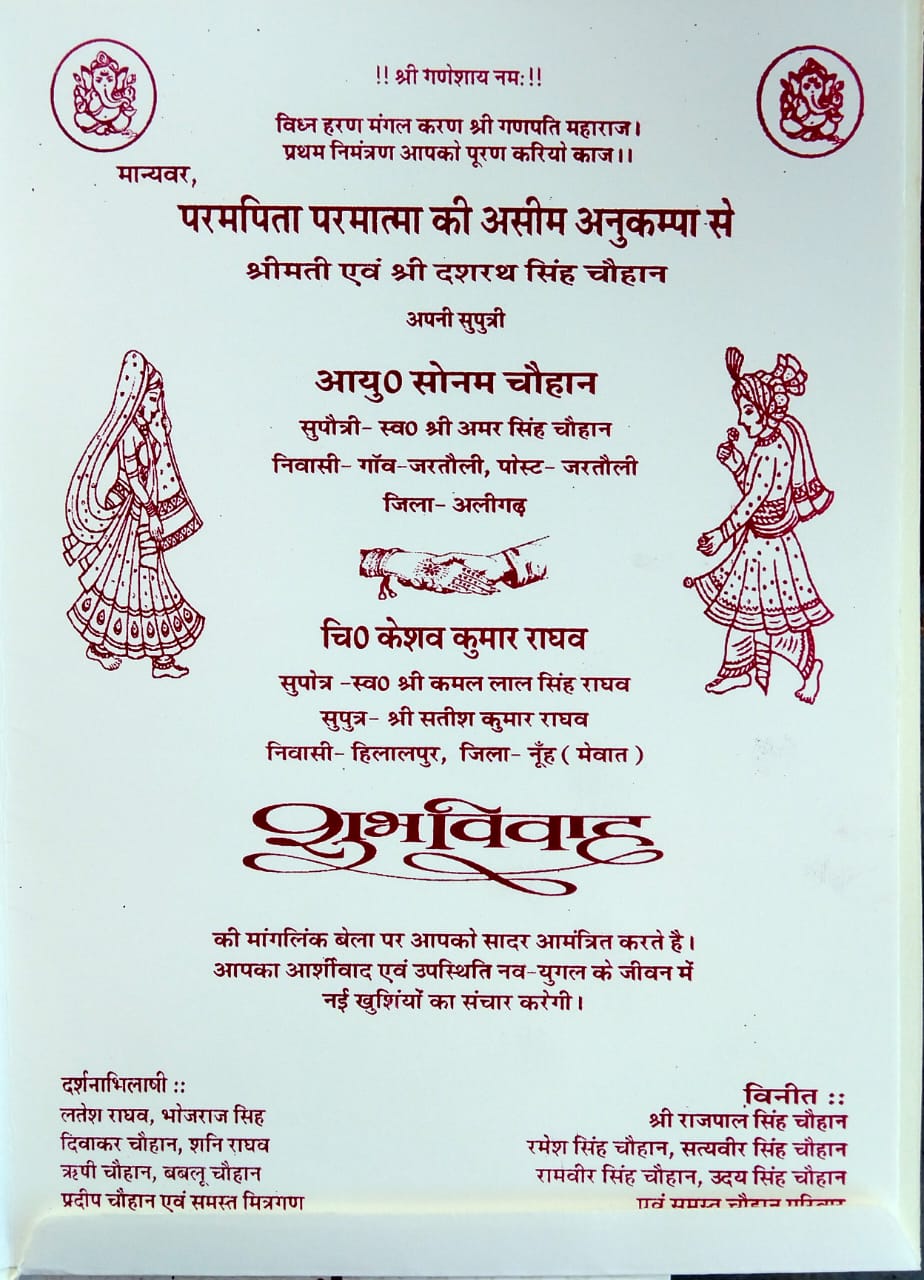 !! श्री गणेशाय नमः!!
विध्न हरण मंगल करण श्री गणपति महाराज।
प्रथम निमंत्रण आपको पूरण करियो काज।।
मान्यवर,
परमपिता परमात्मा की असीम अनुकम्पा से
श्रीमती एवं श्री दशरथ सिंह चौहान
अपनी सुपुत्री
आयु0 सोनम चौहान
सुपौत्री- स्व0 श्री अमर सिंह चौहान
निवासी- गॉव-जरतौली, पोस्ट- जरतौली
जिला- अलीगढ़
चि0 केशव कुमार राघव
सुपोत्र -स्व0 श्री कमल लाल सिंह राघव
सुपुत्र- श्री सतीश कुमार राघव
निवासी- हिलालपुर, जिला- नूँह ( मेवात )
शुभविवाह
की मांगलिंक बेला पर आपको सादर आमंत्रित करते है।
आपका आर्शीवाद एवं उपस्थिति नव-युगल के जीवन में
नई खुशिंयों का संचार करेगी।
दर्शनाभिलाषी ::
लतेश राघव, भोजराज सिह
दिवाकर चौहान, शनि राघव
ऋषी चौहान, बबलू चौहान
प्रदीप चौहान एवं समस्त मित्रगण
विनीत ::
श्री राजपाल सिंह चौहान
रमेश सिंह चौहान, सत्यवीर सिंह चौहान
रामवीर सिंह चौहान, उदय सिंह चौहान
एवं समस्त चौहान परिवार